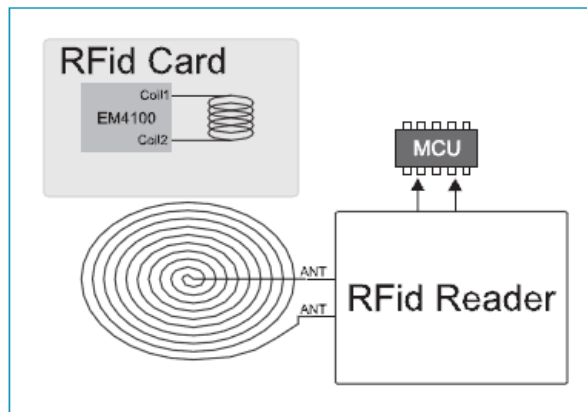 RFid Card
Coil1
EM4100
Coil2
MCU
ANT
ANT
RFid Reader